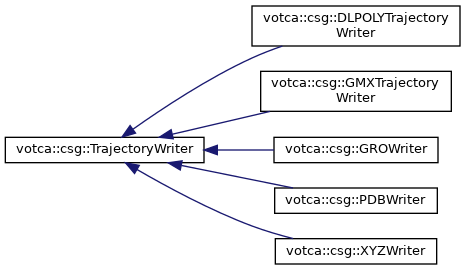 votca::csg::DLPOLYTrajectory
Writer
votca::csg::GMXTrajectory
Writer
votca::csg::TrajectoryWriter
votca::csg::GROWriter
votca::csg::PDBWriter
votca::csg::XYZWriter